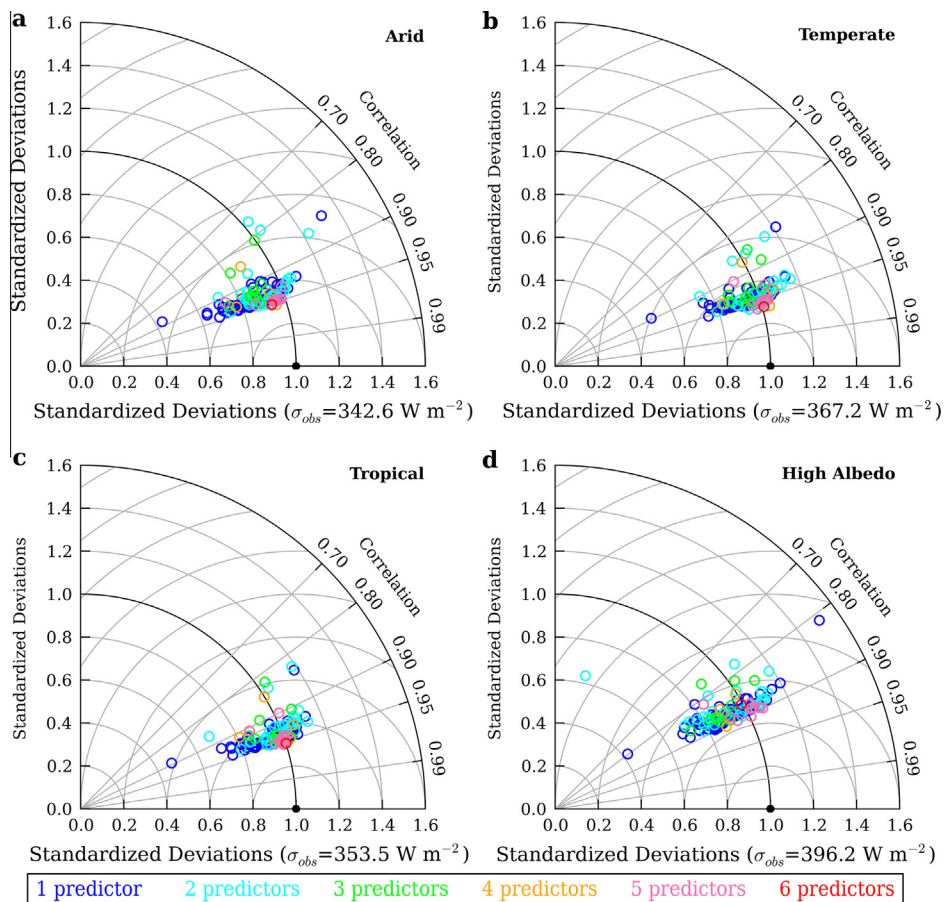 a
Arid
Standardized Deviations
1.6
1.4
1.2
1.0
0.8
0.6
0.4
0.2
0.0
0.0 0.2 0.4 0.6 0.8 1.0 1.2 1.4 1.6
0.70
0.80
0.90
0.95
0.99
Correlation
Standardized Deviations (σobs=342.6 W m−2)
b
Temperate
Standardized Deviations
1.6
1.4
1.2
1.0
0.8
0.6
0.4
0.2
0.0
0.0 0.2 0.4 0.6 0.8 1.0 1.2 1.4 1.6
0.70
0.80
0.90
0.95
0.99
Correlation
Standardized Deviations (σobs=367.2 W m−2)
c
Tropical
Standardized Deviations
1.6
1.4
1.2
1.0
0.8
0.6
0.4
0.2
0.0
0.0 0.2 0.4 0.6 0.8 1.0 1.2 1.4 1.6
0.70
0.80
0.90
0.95
0.99
Correlation
Standardized Deviations (σobs=353.5 W m−2)
d
High Albedo
Standardized Deviations
1.6
1.4
1.2
1.0
0.8
0.6
0.4
0.2
0.0
0.0 0.2 0.4 0.6 0.8 1.0 1.2 1.4 1.6
0.70
0.80
0.90
0.95
0.99
Correlation
Standardized Deviations (σobs=396.2 W m−2)
1 predictor 2 predictors 3 predictors 4 predictors 5 predictors 6 predictors